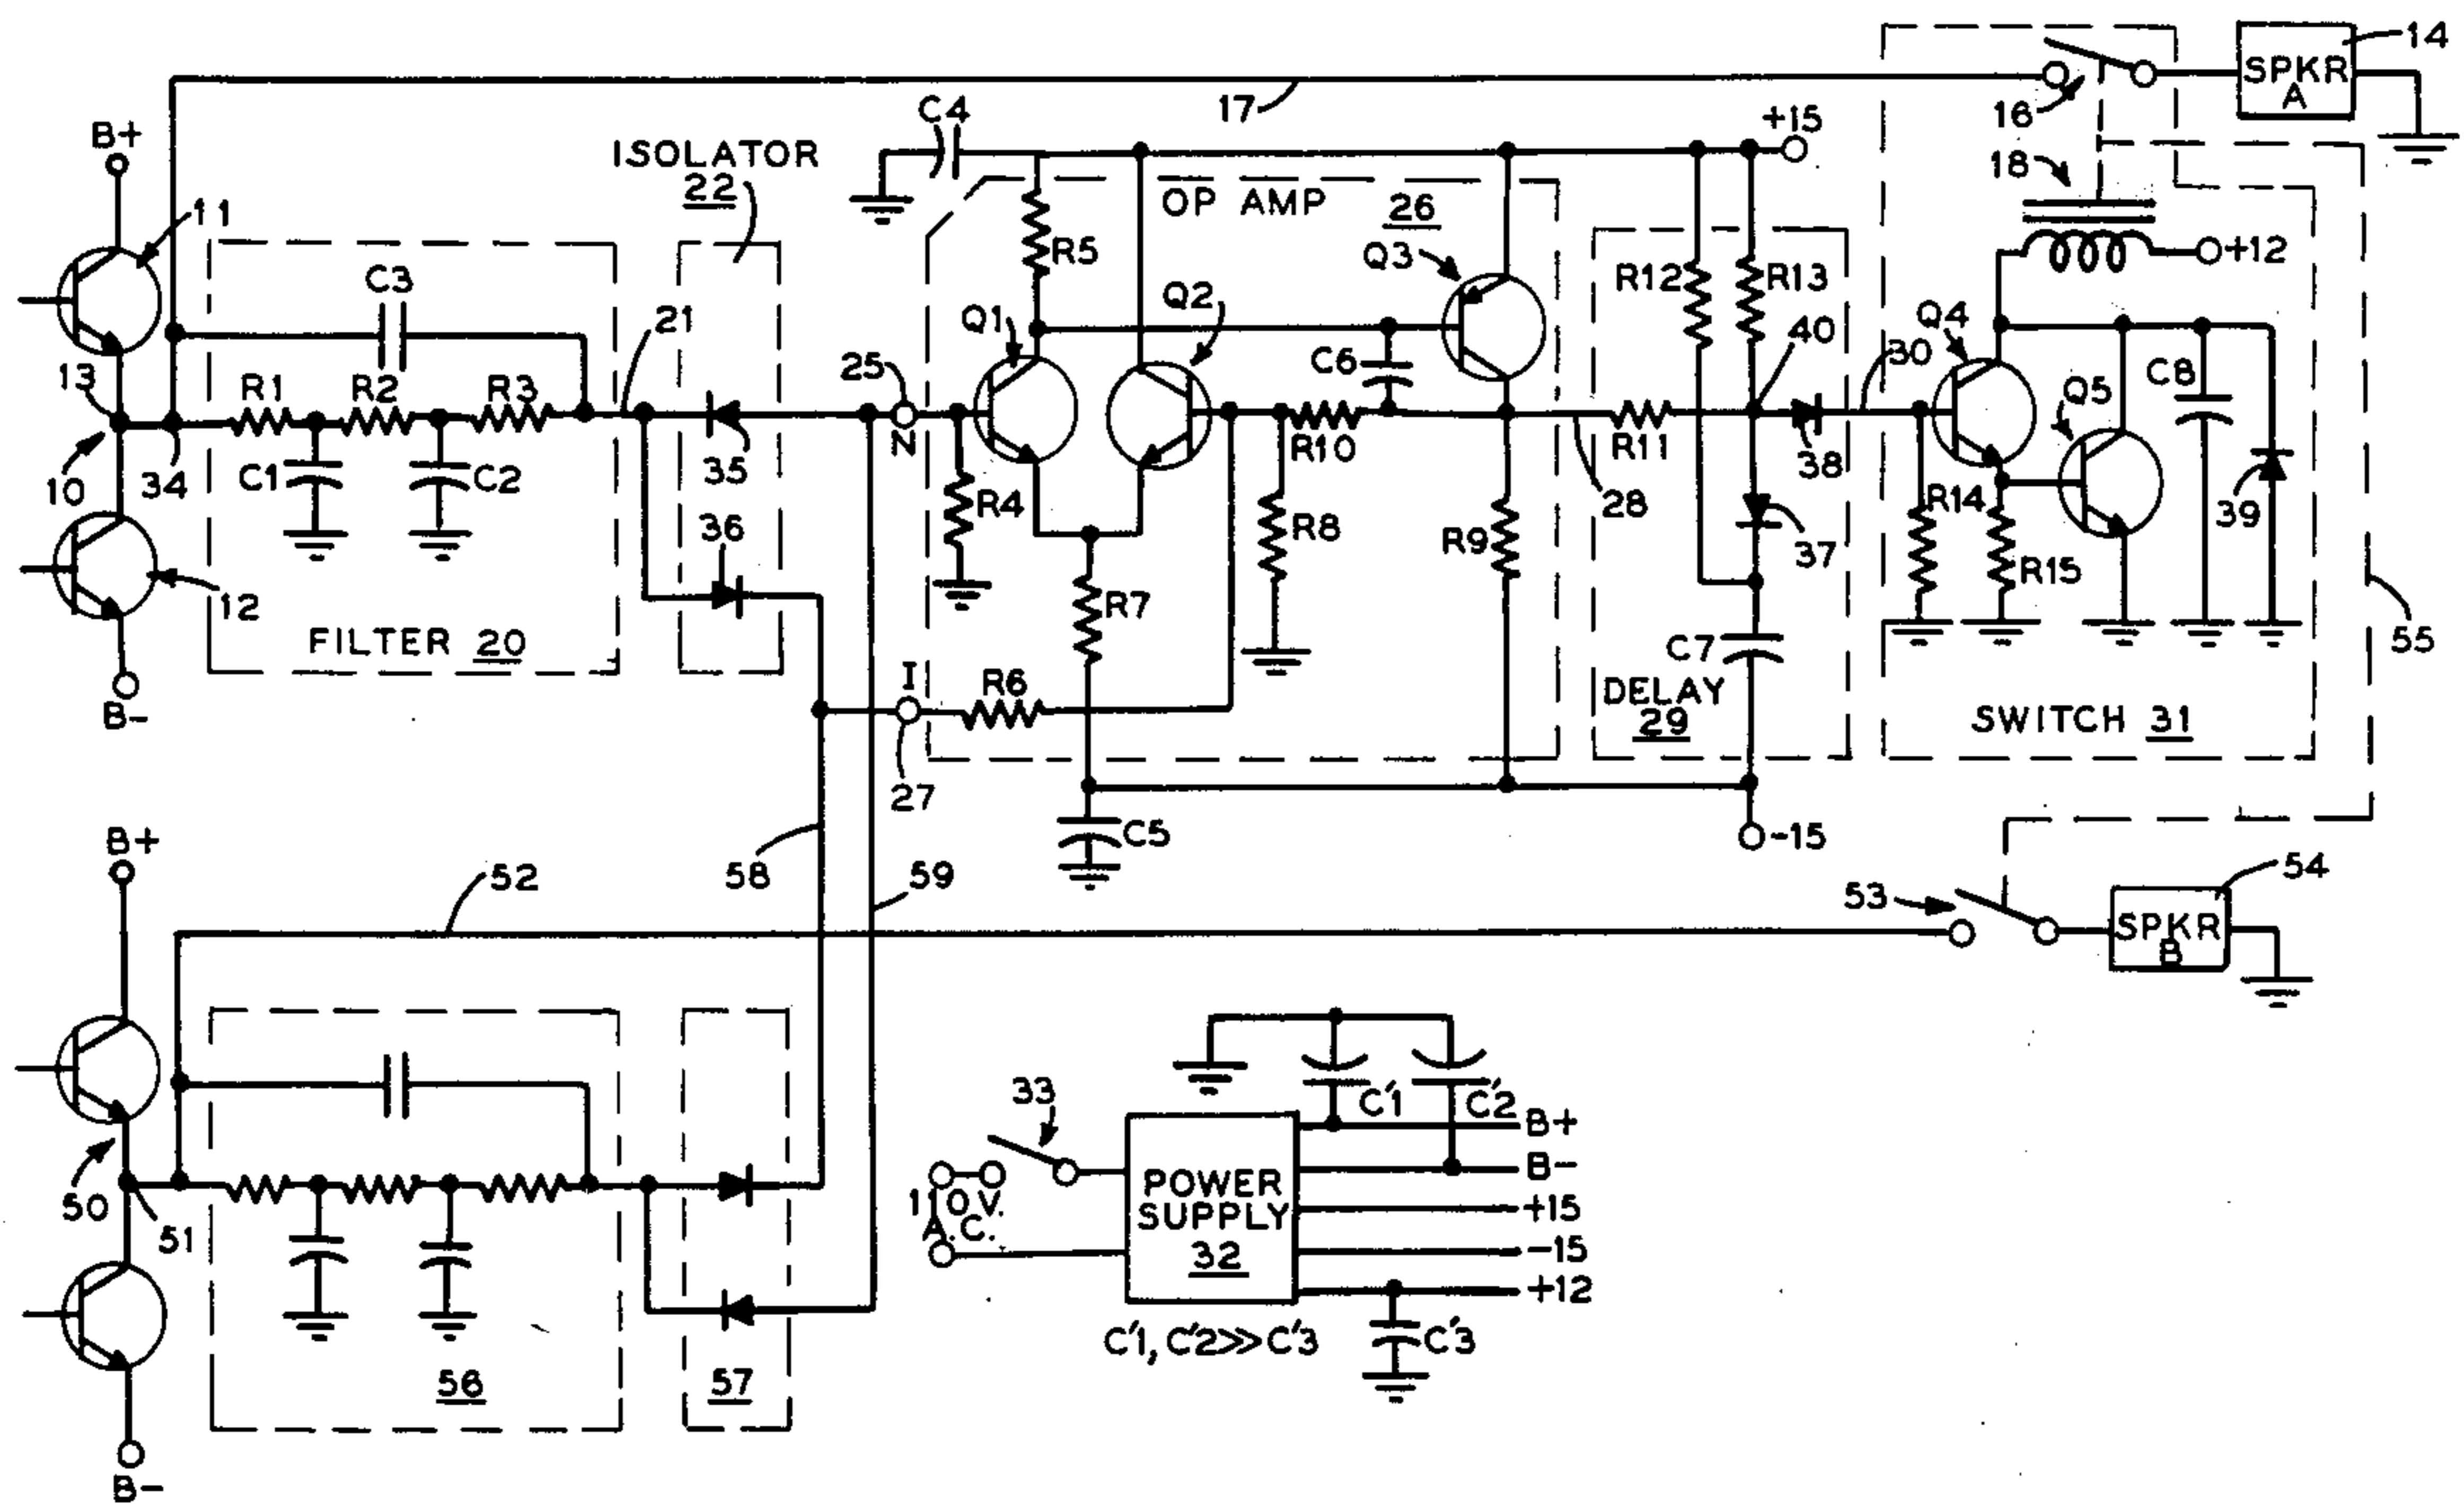 14
SPKR
A
16
17
C4
+15
B+
ISOLATOR
22
18
11
OP AMP
26
+12
C3
R5
Q3
R12
R13
21
Q1
Q2
40
Q4
25
C6
30
13
R1
R2
R3
C8
Q5
N
10
34
C1
C2
35
R4
R10
R11
38
28
R14
39
36
R8
R9
37
12
R7
R15
FILTER 20
55
I
R6
C7
DELAY
29
SWITCH 31
B-
27
C5
-15
B+
58
59
52
53
54
SPKR
B
50
51
33
C'1
C'2
B+
B-
110V.
A.C.
POWER
SUPPLY
32
+15
-15
+12
C'1, C'2>>C'3
C'3
56
57
B-